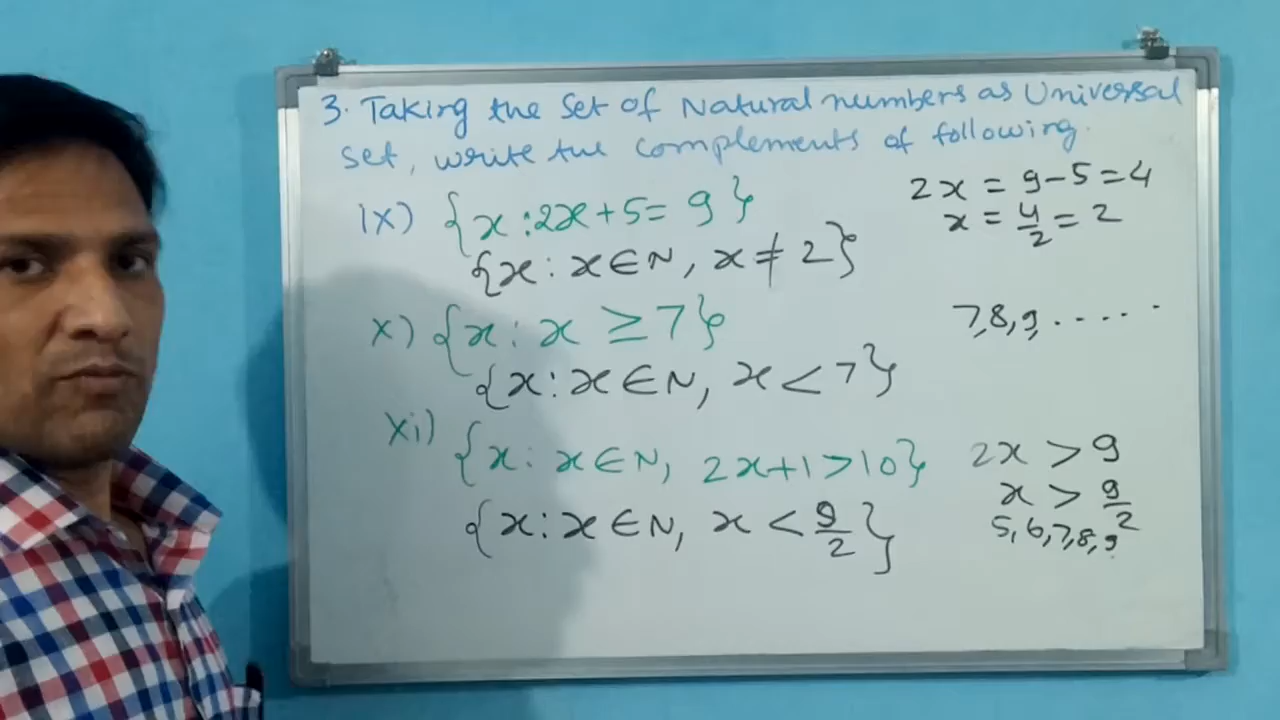 3. Taking the set of Natural numbers as Universal
set, write the complements of following.
ix) {x : 2x + 5 = 9}
2x = 9 - 5 = 4
x = 4/2 = 2
{x : x ∈ N, x ≠ 2}
x) {x : x ≥ 7}
7, 8, 9, ......
{x : x ∈ N, x < 7}
xi) {x : x ∈ N, 2x + 1 > 10}
2x > 9
x > 9/2
5, 6, 7, 8, 9
{x : x ∈ N, x < 9/2}